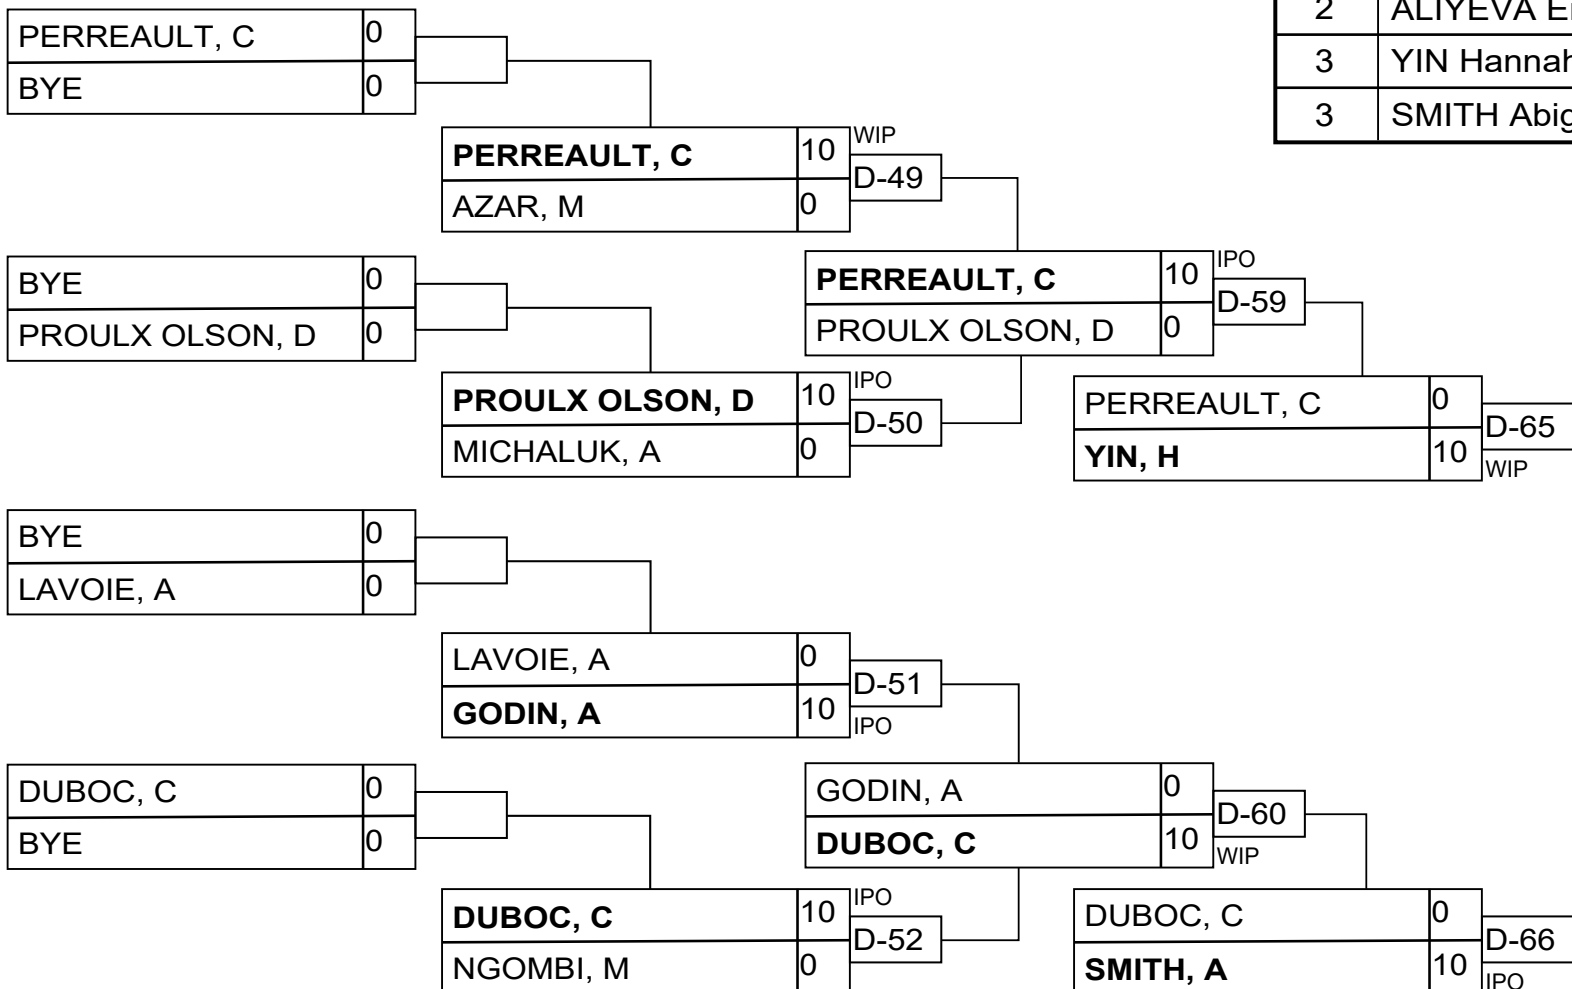 2 ALIYEVA
3 YIN Hannah
3 SMITH
PERREAULT, C 0
BYE 0
PERREAULT, C 10 WIP
D-49
AZAR, M 0
BYE 0
PROULX OLSON, D 0
PERREAULT, C 10 IPO
D-59
PROULX OLSON, D 0
PROULX OLSON, D 10 IPO
D-50
MICHALUK, A 0
PERREAULT, C 0
D-65
YIN, H 10 WIP
BYE 0
LAVOIE, A 0
LAVOIE, A 0
D-51
GODIN, A 10 IPO
DUBOC, C 0
BYE 0
GODIN, A 0
D-60
DUBOC, C 10 WIP
DUBOC, C 10 IPO
D-52
NGOMBI, M 0
DUBOC, C 0
D-66
SMITH, A 10 IPO